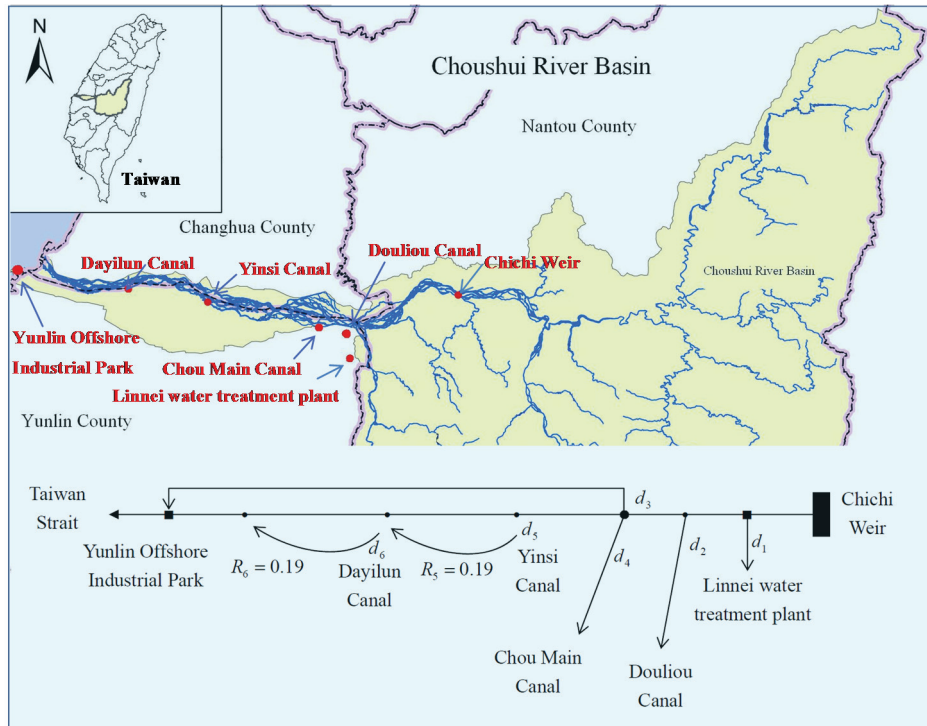 N
Taiwan
Choushui River Basin
Nantou County
Changhua County
Douliou Canal
Dayilun Canal
Yinsi Canal
Chichi Weir
Choushui River Basin
Yunlin Offshore
Industrial Park
Chou Main Canal
Linnei water treatment plant
Yunlin County
Taiwan
Strait
Yunlin Offshore
Industrial Park
R₆ = 0.19
d₆
Dayilun
Canal
R₅ = 0.19
d₅
Yinsi
Canal
d₃
d₄
d₂
d₁
Chichi
Weir
Linnei water
treatment plant
Chou Main
Canal
Douliou
Canal